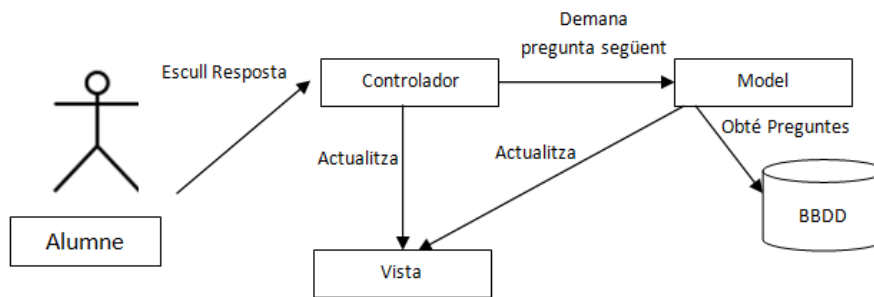 Demana
pregunta següent
Escull Resposta
Controlador
Model
Obté Preguntes
Actualitza
Actualitza
BBDD
Alumne
Vista